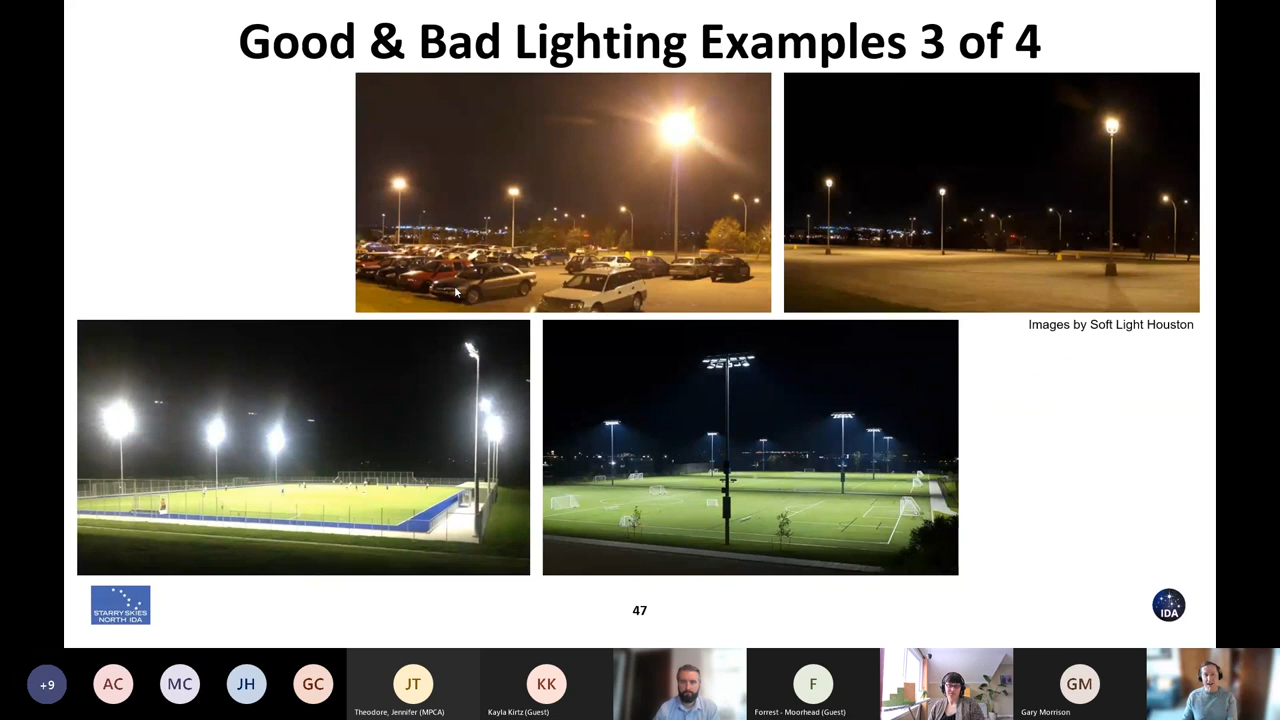 Good & Bad Lighting Examples 3 of 4
Images by Soft Light Houston
STARRY SKIES
NORTH IDA
47
IDA
+9
AC
MC
JH
GC
JT
Theodore, Jennifer (MPCA)
KK
Kayla Kirtz (Guest)
F
Forrest - Moorhead (Guest)
GM
Gary Morrison